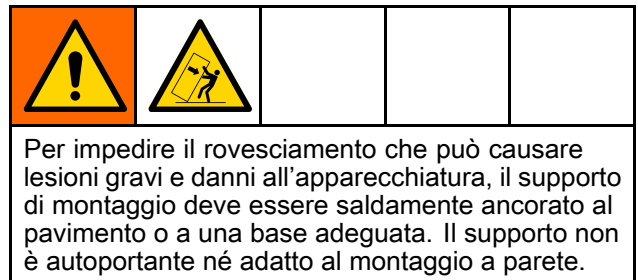 Per impedire il rovesciamento che può causare
lesioni gravi e danni all'apparecchiatura, il supporto
di montaggio deve essere saldamente ancorato al
pavimento o a una base adeguata. Il supporto non
è autoportante né adatto al montaggio a parete.